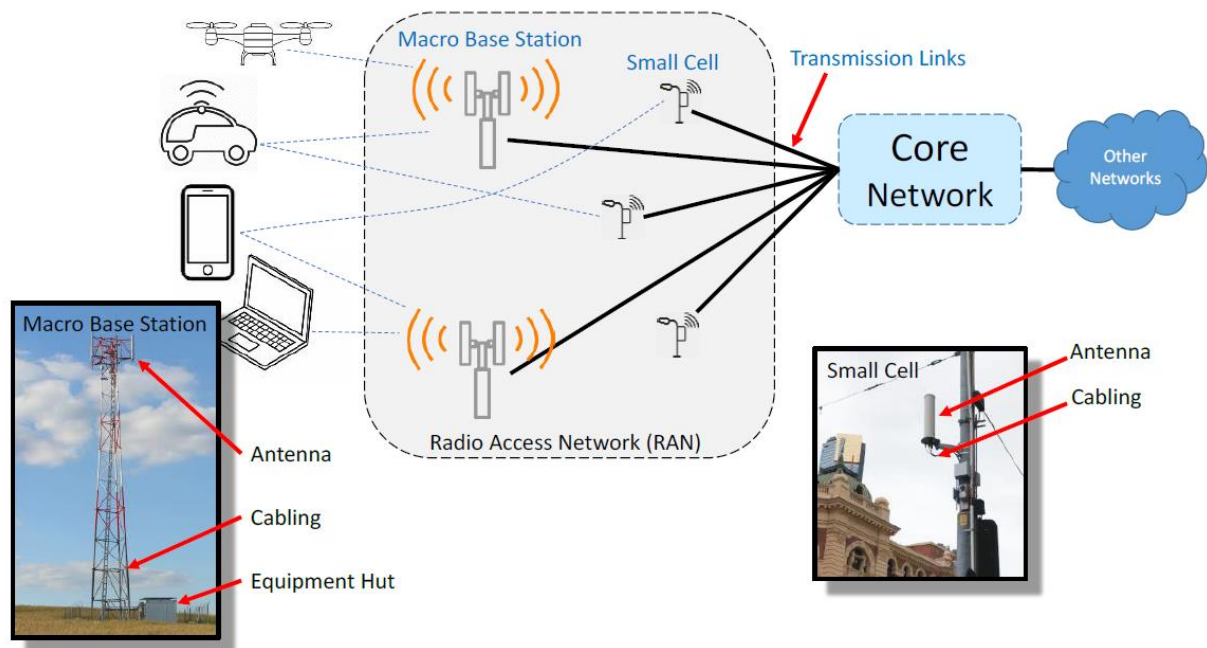 Macro Base Station
Small Cell
Transmission Links
Core
Network
Other
Networks
Radio Access Network (RAN)
Macro Base Station
Antenna
Cabling
Equipment Hut
Small Cell
Antenna
Cabling